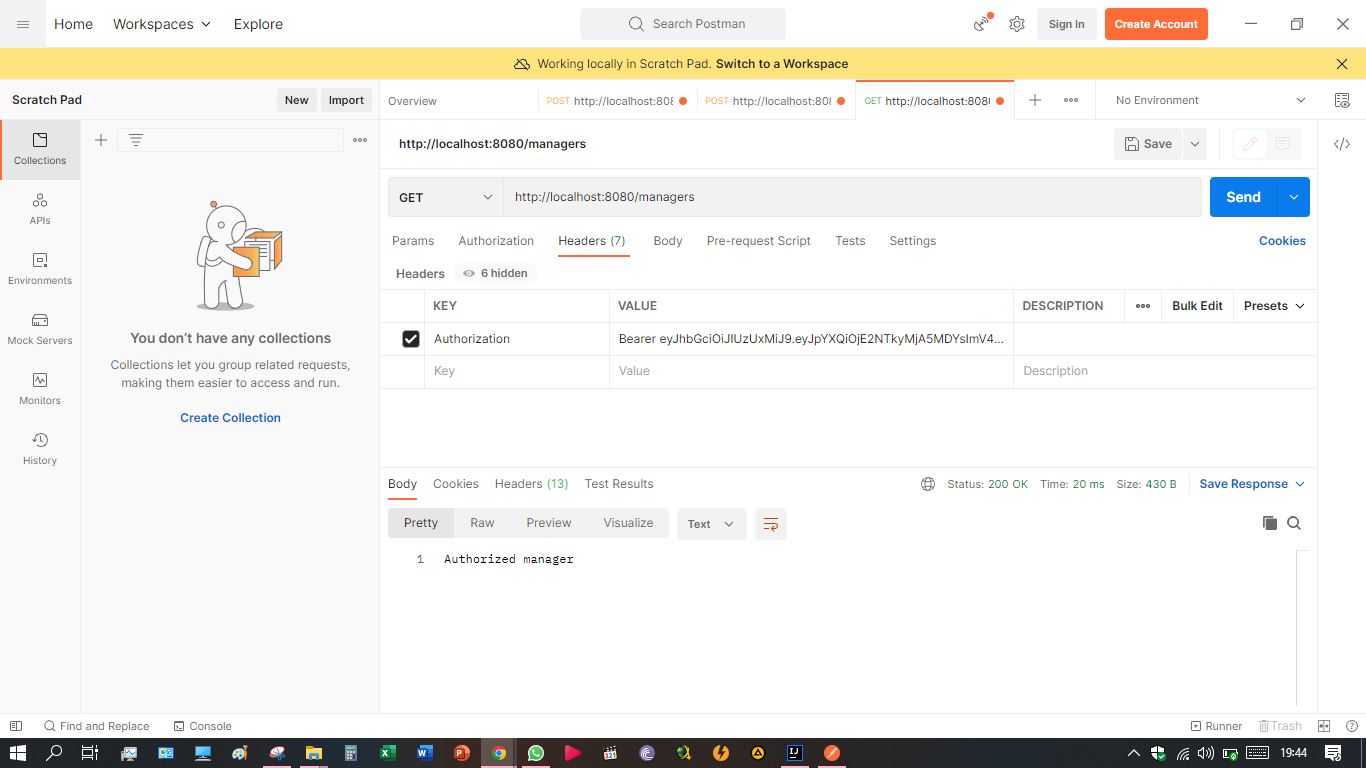 Home Workspaces Explore Search Postman Sign In Create Account
Working locally in Scratch Pad. Switch to a Workspace
Scratch Pad New Import Overview POST http://localhost:808 POST http://localhost:808 GET http://localhost:8080 No Environment
Collections
APIs
Environments
Mock Servers
Monitors
History
You don't have any collections
Collections let you group related requests,
making them easier to access and run.
Create Collection
http://localhost:8080/managers Save
GET http://localhost:8080/managers Send
Params Authorization Headers (7) Body Pre-request Script Tests Settings Cookies
Headers 6 hidden
KEY VALUE DESCRIPTION Bulk Edit Presets
Authorization Bearer eyJhbGciOiJIUzUxMiJ9.eyJpYXQiOjE2NTkyMjA5MDYsImV4...
Key Value Description
Body Cookies Headers (13) Test Results Status: 200 OK Time: 20 ms Size: 430 B Save Response
Pretty Raw Preview Visualize Text
1 Authorized manager
Find and Replace Console Runner Trash
19:44